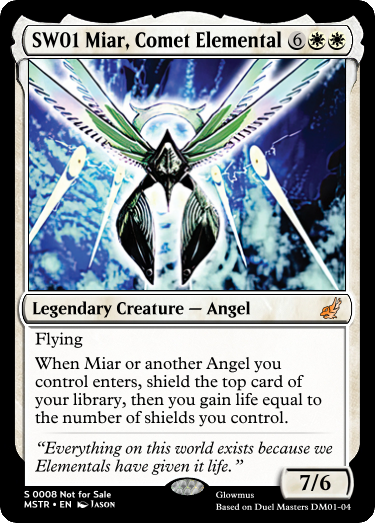 SW01 Miar, Comet Elemental 6
Legendary Creature — Angel
Flying
When Miar or another Angel you
control enters, shield the top card of
your library, then you gain life equal to
the number of shields you control.
“Everything on this world exists because we
Elementals have given it life.”
7/6
S 0008 Not for Sale
MSTR • EN Iason
Glowmus
Based on Duel Masters DM01-04